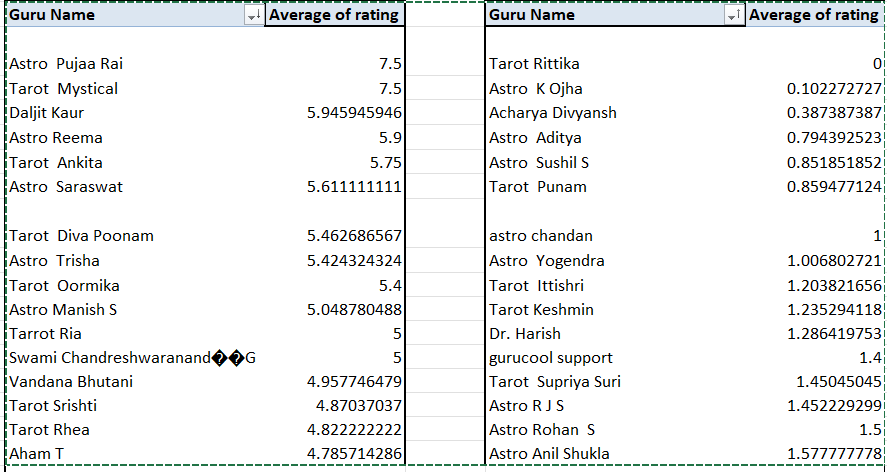 Guru Name Average of rating Guru Name Average of rating
Astro Pujaa Rai 7.5 Tarot Rittika 0
Tarot Mystical 7.5 Astro K Ojha 0.102272727
Daljit Kaur 5.945945946 Acharya Divyansh 0.387387387
Astro Reema 5.9 Astro Aditya 0.794392523
Tarot Ankita 5.75 Astro Sushil S 0.851851852
Astro Saraswat 5.611111111 Tarot Punam 0.859477124
Tarot Diva Poonam 5.462686567 astro chandan 1
Astro Trisha 5.424324324 Astro Yogendra 1.006802721
Tarot Oormika 5.4 Tarot Ittishri 1.203821656
Astro Manish S 5.048780488 Tarot Keshmin 1.235294118
Tarrot Ria 5 Dr. Harish 1.286419753
Swami Chandreshwaranand��G 5 gurucool support 1.4
Vandana Bhutani 4.957746479 Tarot Supriya Suri 1.45045045
Tarot Srishti 4.87037037 Astro R J S 1.452229299
Tarot Rhea 4.822222222 Astro Rohan S 1.5
Aham T 4.785714286 Astro Anil Shukla 1.577777778